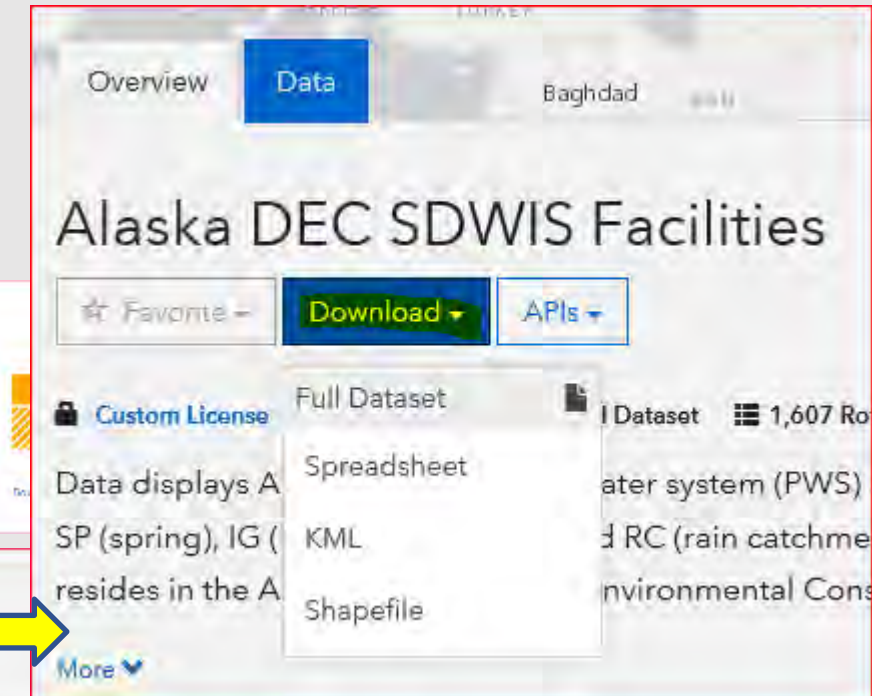 Overview Data Baghdad
Alaska DEC SDWIS Facilities
Favorite Download APIs
Custom License Full Dataset l Dataset 1,607 Ro
Spreadsheet
Data displays A ater system (PWS)
SP (spring), IG ( KML d RC (rain catchme
resides in the A nvironmental Cons
Shapefile
More